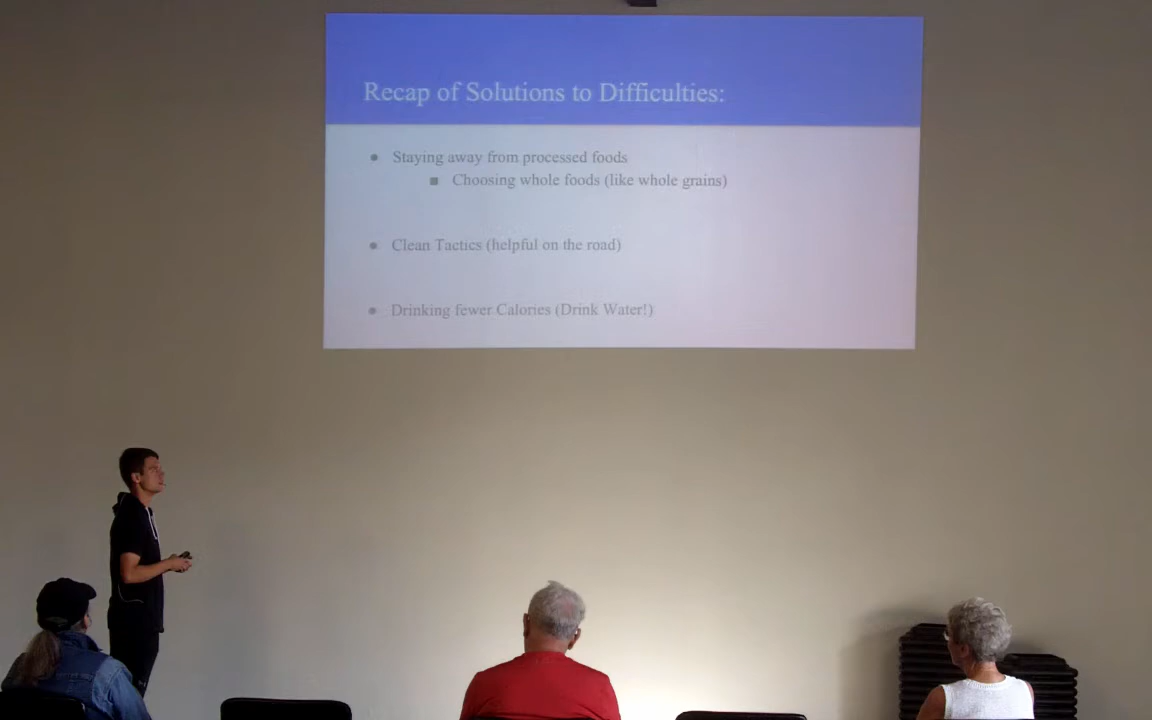 Recap of Solutions to Difficulties:
● Staying away from processed foods
■ Choosing whole foods (like whole grains)
● Clean Tactics (helpful on the road)
● Drinking fewer Calories (Drink Water!)